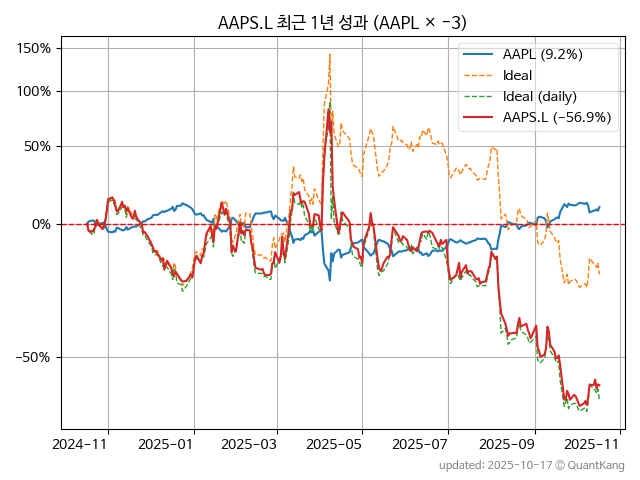 AAPS.L 최근 1년 성과 (AAPL × −3)
150%
100%
50%
0%
−50%
AAPL (9.2%)
Ideal
Ideal (daily)
AAPS.L (−56.9%)
2024-11 2025-01 2025-03 2025-05 2025-07 2025-09 2025-11
updated: 2025-10-17 © QuantKang